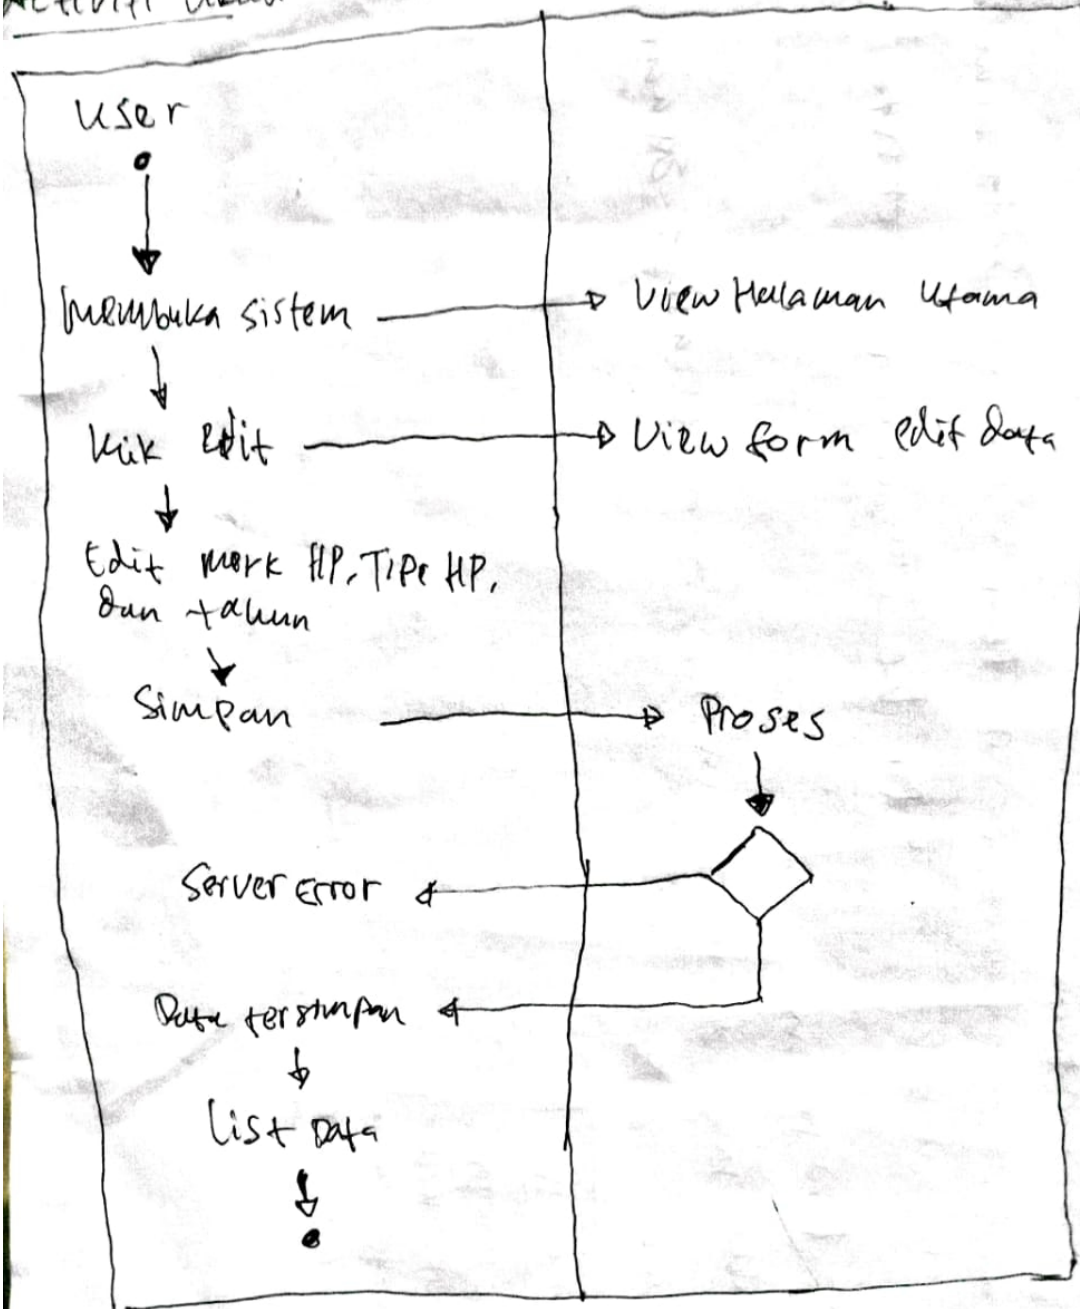 User
Membuka sistem
View Halaman Utama
Klik Edit
View form edit data
Edit merk HP, Tipe HP,
dan tahun
Simpan
Proses
Server Error
Data tersimpan
List Data